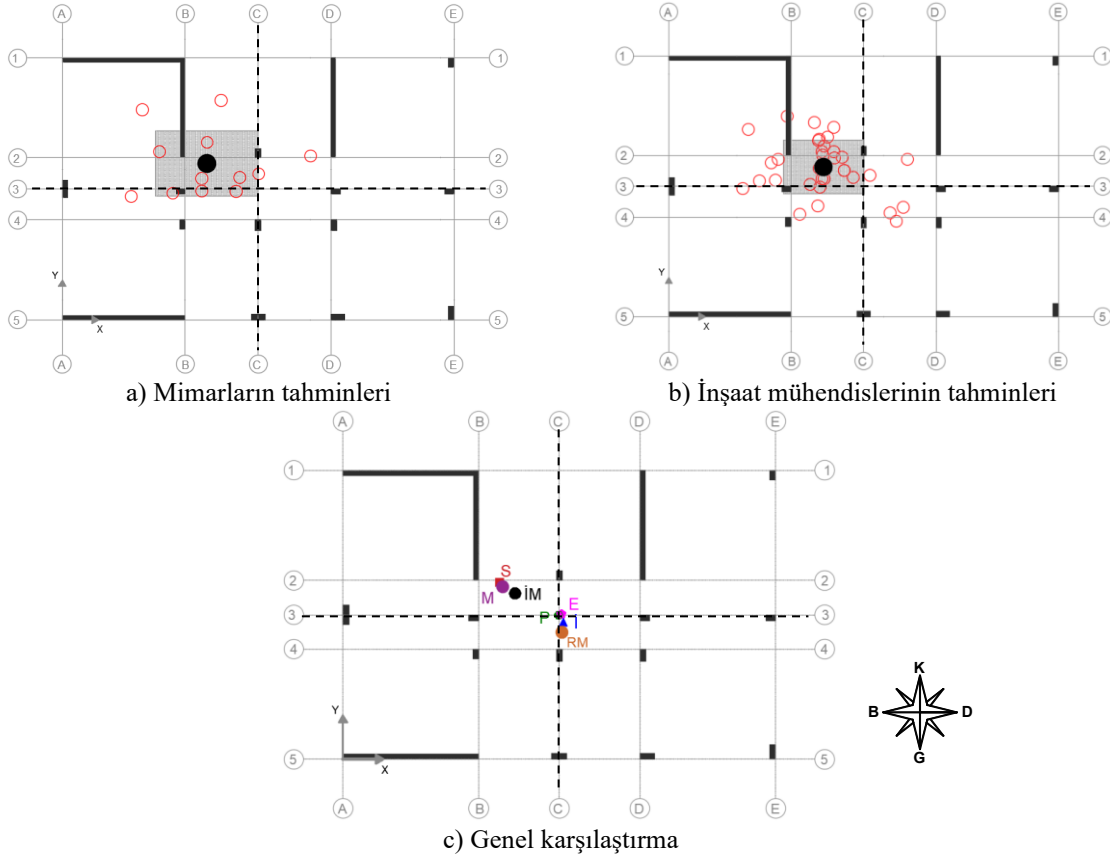 A B C D E
1 1
2 2
3 3
4 4
Y
X
5 5
A B C D E
a) Mimarların tahminleri
A B C D E
1 1
2 2
3 3
4 4
Y
X
5 5
A B C D E
b) İnşaat mühendislerinin tahminleri
A B C D E
1 1
S
2 2
M İM
E
3 P 3
1
RM
4 4
K
Y
B D
X
5 5
G
A B C D E
c) Genel karşılaştırma